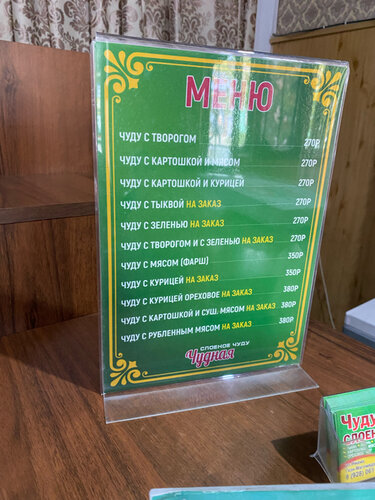 МЕНЮ
ЧУДУ С ТВОРОГОМ 270Р
ЧУДУ С КАРТОШКОЙ И МЯСОМ 270Р
ЧУДУ С КАРТОШКОЙ И КУРИЦЕЙ 270Р
ЧУДУ С ТЫКВОЙ НА ЗАКАЗ 270Р
ЧУДУ С ЗЕЛЕНЬЮ НА ЗАКАЗ 270Р
ЧУДУ С ТВОРОГОМ И С ЗЕЛЕНЬЮ НА ЗАКАЗ 270Р
ЧУДУ С МЯСОМ (ФАРШ) 350Р
ЧУДУ С КУРИЦЕЙ НА ЗАКАЗ 350Р
ЧУДУ С КУРИЦЕЙ ОРЕХОВОЕ НА ЗАКАЗ 380Р
ЧУДУ С КАРТОШКОЙ И СУШ. МЯСОМ НА ЗАКАЗ 380Р
ЧУДУ С РУБЛЕННЫМ МЯСОМ НА ЗАКАЗ 380Р
СЛОЕНОЕ ЧУДУ
Чудная
Чуду
СЛОЕН